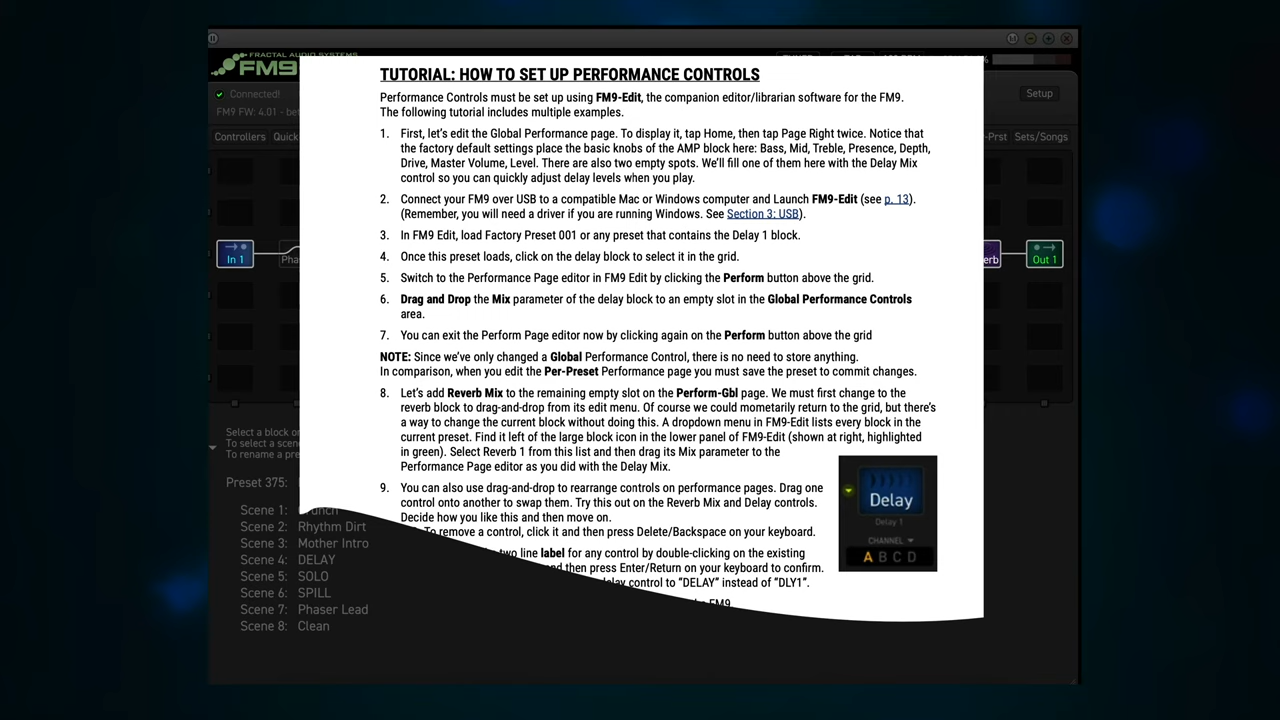 FRACTAL AUDIO SYSTEMS
FM9
Connected!
FM9 FW: 4.01 - bet
Setup
Controllers
Quick
-Prst
Sets/Songs
In 1
Pha
erb
Out 1
TUTORIAL: HOW TO SET UP PERFORMANCE CONTROLS
Performance Controls must be set up using FM9-Edit, the companion editor/librarian software for the FM9.
The following tutorial includes multiple examples.
1. First, let's edit the Global Performance page. To display it, tap Home, then tap Page Right twice. Notice that
the factory default settings place the basic knobs of the AMP block here: Bass, Mid, Treble, Presence, Depth,
Drive, Master Volume, Level. There are also two empty spots. We'll fill one of them here with the Delay Mix
control so you can quickly adjust delay levels when you play.
2. Connect your FM9 over USB to a compatible Mac or Windows computer and Launch FM9-Edit (see p. 13).
(Remember, you will need a driver if you are running Windows. See Section 3: USB).
3. In FM9 Edit, load Factory Preset 001 or any preset that contains the Delay 1 block.
4. Once this preset loads, click on the delay block to select it in the grid.
5. Switch to the Performance Page editor in FM9 Edit by clicking the Perform button above the grid.
6. Drag and Drop the Mix parameter of the delay block to an empty slot in the Global Performance Controls
area.
7. You can exit the Perform Page editor now by clicking again on the Perform button above the grid
NOTE: Since we've only changed a Global Performance Control, there is no need to store anything.
In comparison, when you edit the Per-Preset Performance page you must save the preset to commit changes.
8. Let's add Reverb Mix to the remaining empty slot on the Perform-Gbl page. We must first change to the
reverb block to drag-and-drop from its edit menu. Of course we could mometarily return to the grid, but there's
a way to change the current block without doing this. A dropdown menu in FM9-Edit lists every block in the
current preset. Find it left of the large block icon in the lower panel of FM9-Edit (shown at right, highlighted
in green). Select Reverb 1 from this list and then drag its Mix parameter to the
Performance Page editor as you did with the Delay Mix.
9. You can also use drag-and-drop to rearrange controls on performance pages. Drag one
control onto another to swap them. Try this out on the Reverb Mix and Delay controls.
Decide how you like this and then move on.
To remove a control, click it and then press Delete/Backspace on your keyboard.
two line label for any control by double-clicking on the existing
and then press Enter/Return on your keyboard to confirm.
delay control to "DELAY" instead of "DLY1".
FM9
Delay
Delay 1
CHANNEL
A B C D
Select a block or
To select a scen
To rename a pre
Preset 375:
Scene 1: Crunch
Scene 2: Rhythm Dirt
Scene 3: Mother Intro
Scene 4: DELAY
Scene 5: SOLO
Scene 6: SPILL
Scene 7: Phaser Lead
Scene 8: Clean